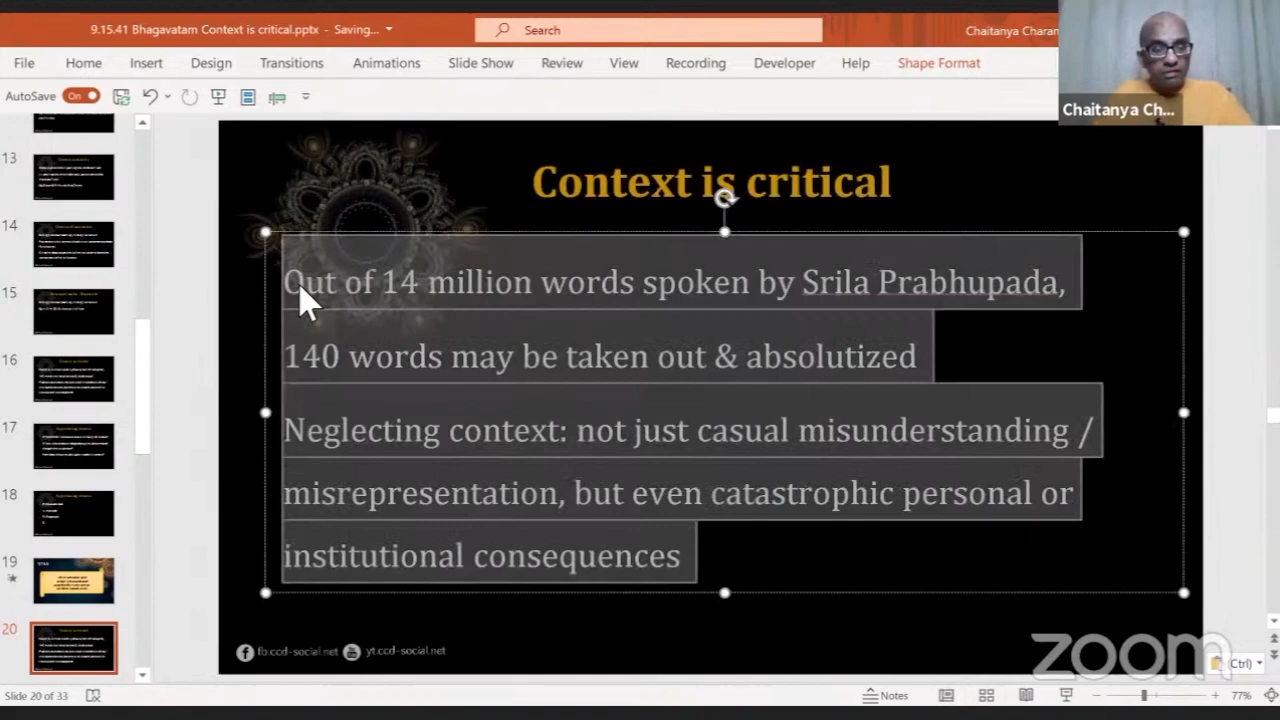 9.15.41 Bhagavatam Context is critical.pptx - Saving...
Search
Chaitanya Charan
File Home Insert Design Transitions Animations Slide Show Review View Recording Developer Help Shape Format
AutoSave On
Chaitanya Ch...
13
14
15
16
17
18
19
20
Context is critical
Out of 14 million words spoken by Srila Prabhupada,
140 words may be taken out & absolutized
Neglecting context: not just casual misunderstanding /
misrepresentation, but even catastrophic personal or
institutional consequences
fb.ccd-social.net yt.ccd-social.net
zoom
(Ctrl)
Slide 20 of 33
Notes
77%